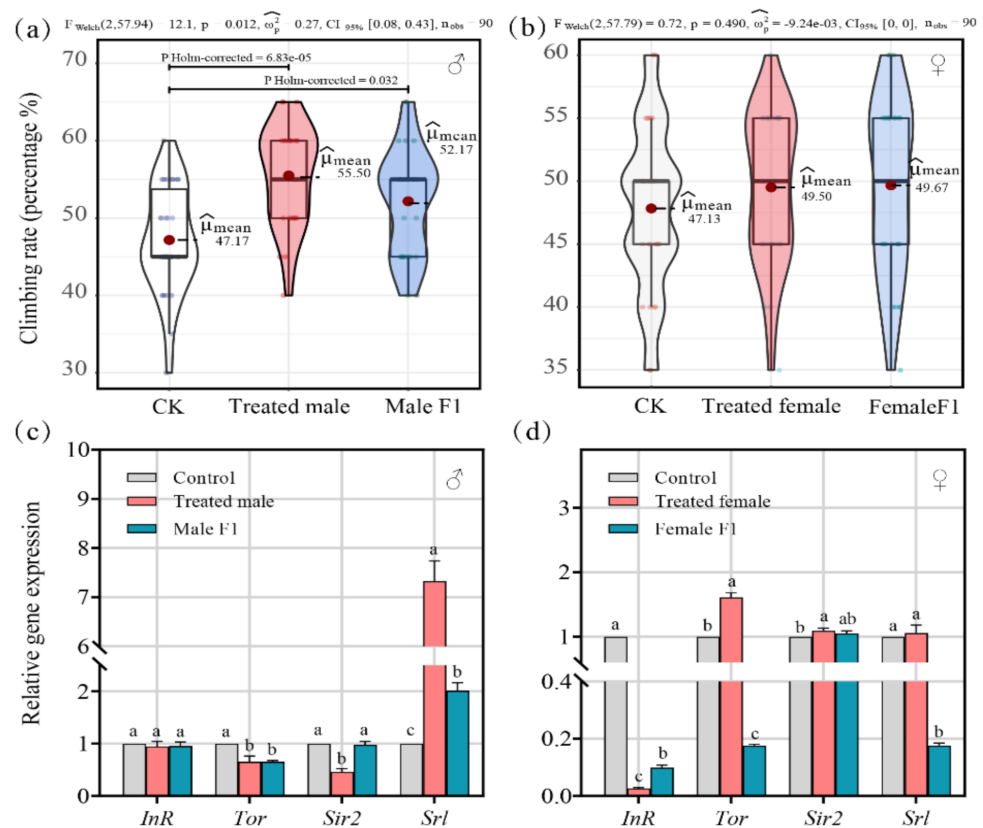 (a) F Welch(2,57.94) 12.1, p 0.012, ω̂²p 0.27, CI 95% [0.08, 0.43], nobs −90
♂
P Holm-corrected = 6.83e-05
P Holm-corrected = 0.032
Climbing rate (percentage %)
70
60
50
40
30
μ̂mean
47.17
μ̂mean
55.50
μ̂mcan
52.17
CK Treated male Male F1
(b) F Welch(2,57.79) = 0.72, p = 0.490, ω̂²p = -9.24e-03, CI95% [0, 0], nobs −90
♀
60
55
50
45
40
35
μ̂mean
47.13
μ̂mean
49.50
μ̂mean
49.67
CK Treated female FemaleF1
(c)
♂
Control
Treated male
Male F1
Relative gene expression
10
9
8
7
6
2
1
0
a a a a b b a b a c a b
InR Tor Sir2 Srl
(d)
♀
Control
Treated female
Female F1
3
2
1
0.4
0.2
0.0
a c b b a c b a ab a a b
InR Tor Sir2 Srl